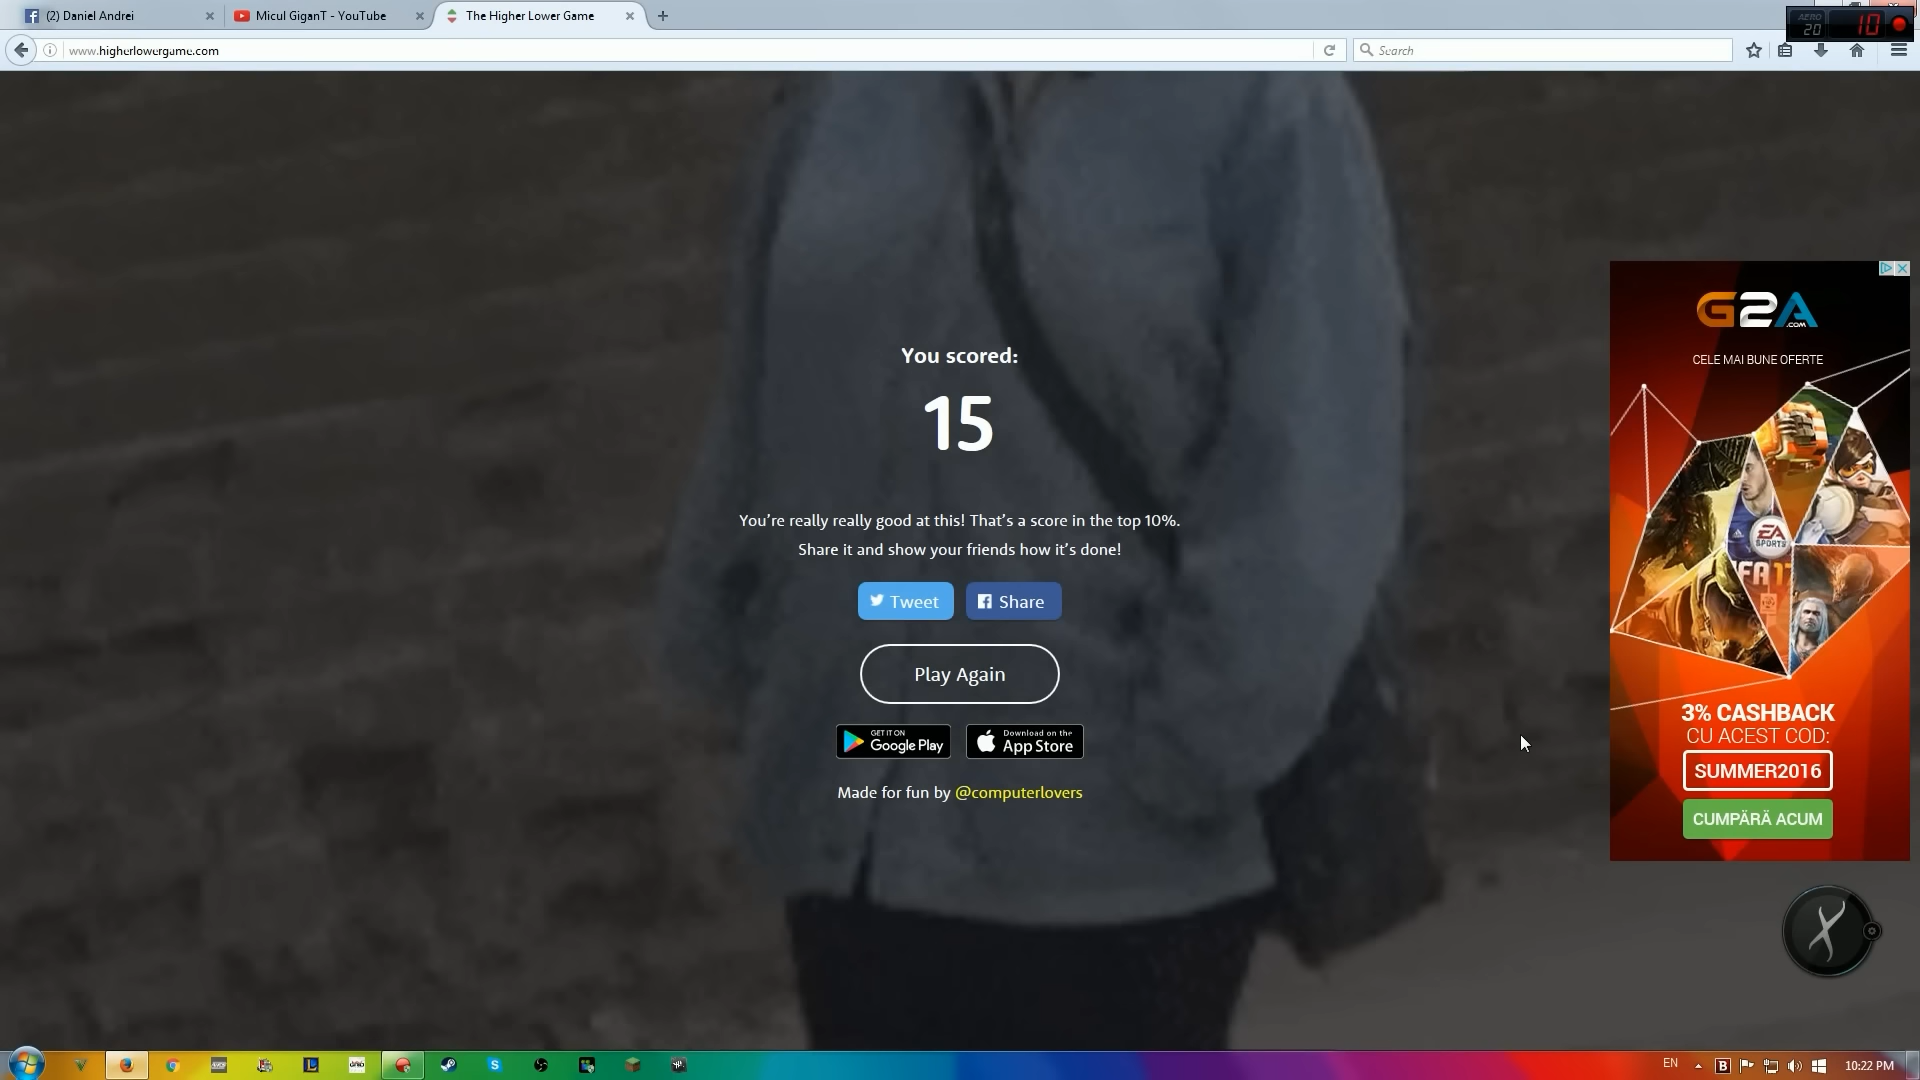 (2) Daniel Andrei
Micul GiganT - YouTube
The Higher Lower Game
AERO
20
10
www.higherlowergame.com
Search
You scored:
15
You're really really good at this! That's a score in the top 10%.
Share it and show your friends how it's done!
Tweet
Share
Play Again
GET IT ON
Google Play
Download on the
App Store
Made for fun by @computerlovers
G2A
.COM
CELE MAI BUNE OFERTE
EA
SPORTS
FIFA 17
3% CASHBACK
CU ACEST COD:
SUMMER2016
CUMPĂRĂ ACUM
EN
10:22 PM